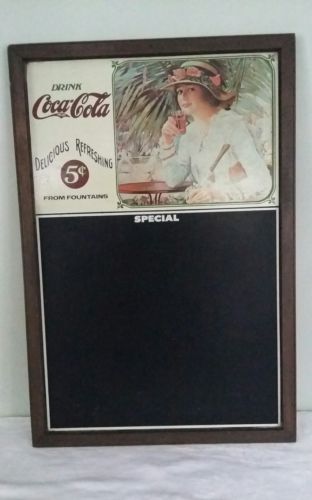 DRINK
Coca-Cola
DELICIOUS REFRESHING
5¢
FROM FOUNTAINS
SPECIAL